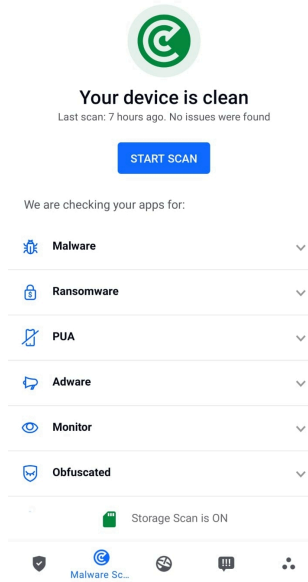 Your device is clean
Last scan: 7 hours ago. No issues were found
START SCAN
We are checking your apps for:
Malware
Ransomware
PUA
Adware
Monitor
Obfuscated
Storage Scan is ON
Malware Sc...